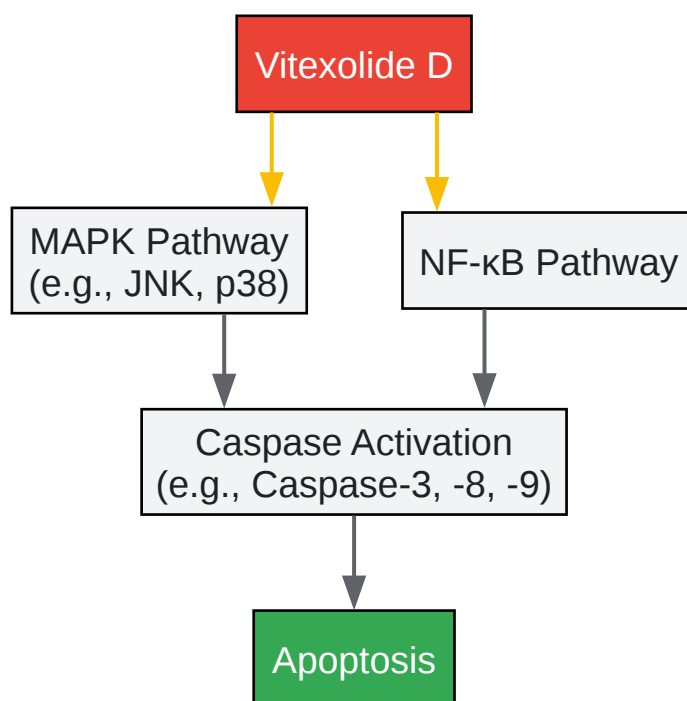 Vitexolide D
MAPK Pathway
(e.g., JNK, p38)
NF-κB Pathway
Caspase Activation
(e.g., Caspase-3, -8, -9)
Apoptosis